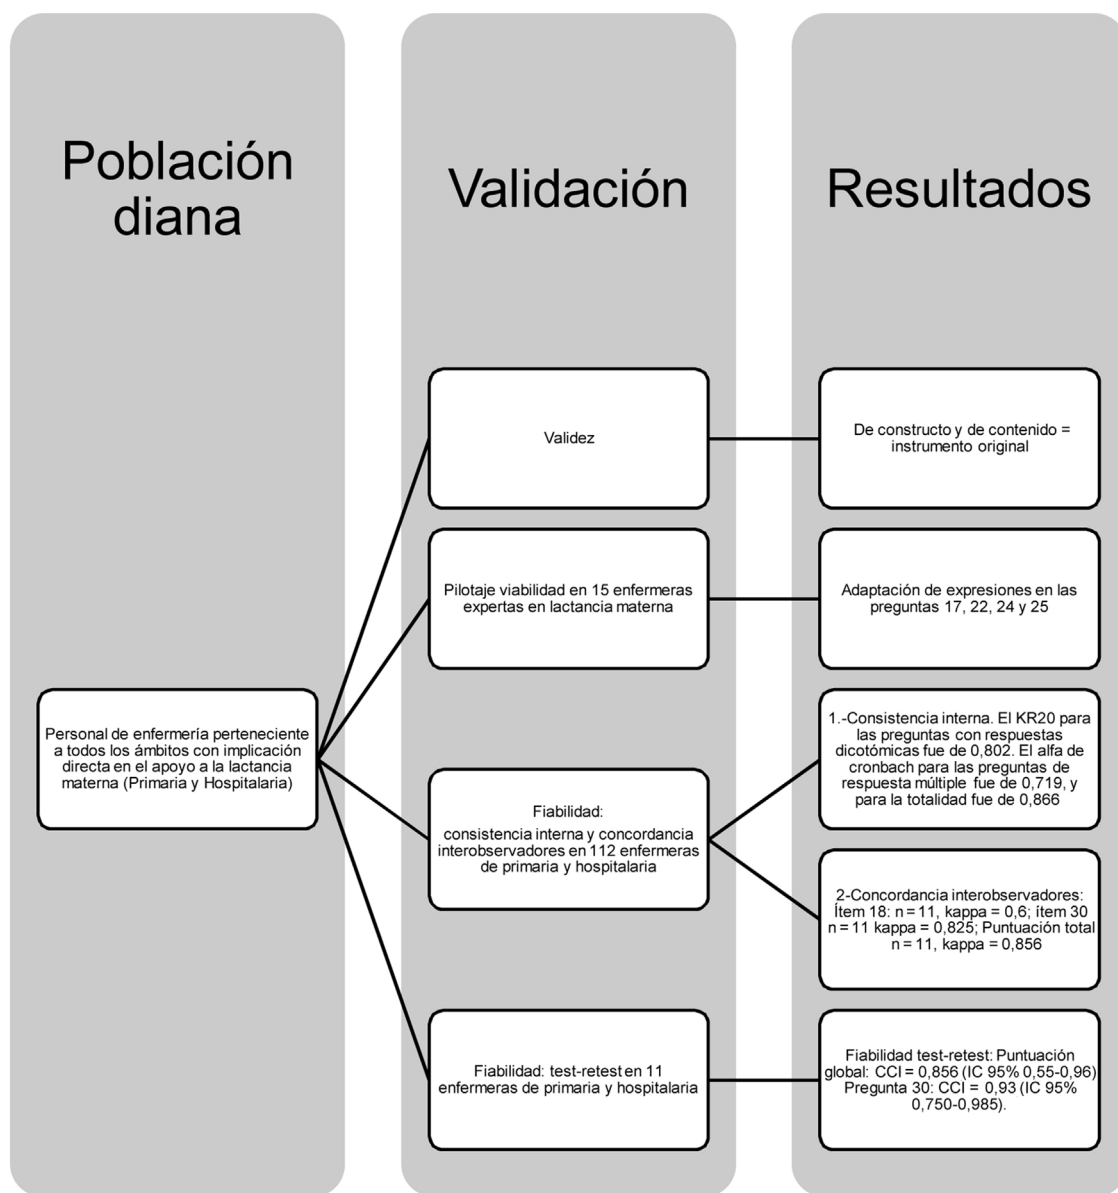 Población
diana
Validación
Resultados
Personal de enfermería perteneciente
a todos los ámbitos con implicación
directa en el apoyo a la lactancia
materna (Primaria y Hospitalaria)
Validez
De constructo y de contenido =
instrumento original
Pilotaje viabilidad en 15 enfermeras
expertas en lactancia materna
Adaptación de expresiones en las
preguntas 17, 22, 24 y 25
Fiabilidad:
consistencia interna y concordancia
interobservadores en 112 enfermeras
de primaria y hospitalaria
1.-Consistencia interna. El KR20 para
las preguntas con respuestas
dicotómicas fue de 0,802. El alfa de
cronbach para las preguntas de
respuesta múltiple fue de 0,719, y
para la totalidad fue de 0,866
2-Concordancia interobservadores:
Ítem 18: n = 11, kappa = 0,6; ítem 30
n = 11 kappa = 0,825; Puntuación total
n = 11, kappa = 0,856
Fiabilidad: test-retest en 11
enfermeras de primaria y hospitalaria
Fiabilidad test-retest: Puntuación
global: CCI = 0,856 (IC 95% 0,55-0,96)
Pregunta 30: CCI = 0,93 (IC 95%
0,750-0,985).